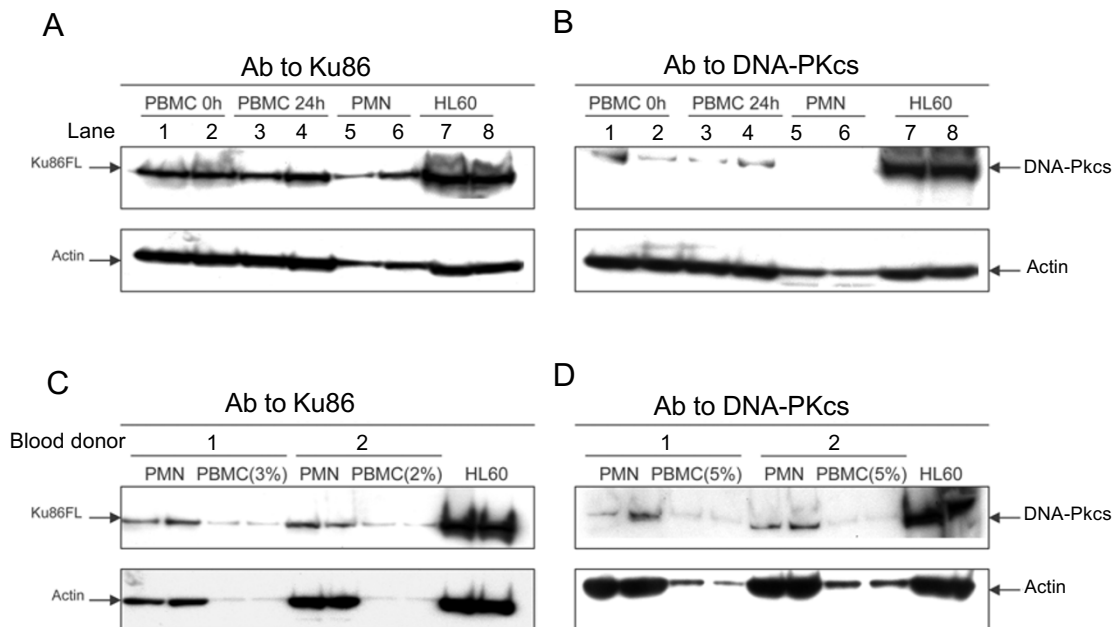 A
Ab to Ku86
PBMC 0h PBMC 24h PMN HL60
Lane 1 2 3 4 5 6 7 8
Ku86FL
Actin
B
Ab to DNA-PKcs
PBMC 0h PBMC 24h PMN HL60
1 2 3 4 5 6 7 8
DNA-Pkcs
Actin
C
Ab to Ku86
Blood donor 1 2
PMN PBMC(3%) PMN PBMC(2%) HL60
Ku86FL
Actin
D
Ab to DNA-PKcs
1 2
PMN PBMC(5%) PMN PBMC(5%) HL60
DNA-Pkcs
Actin